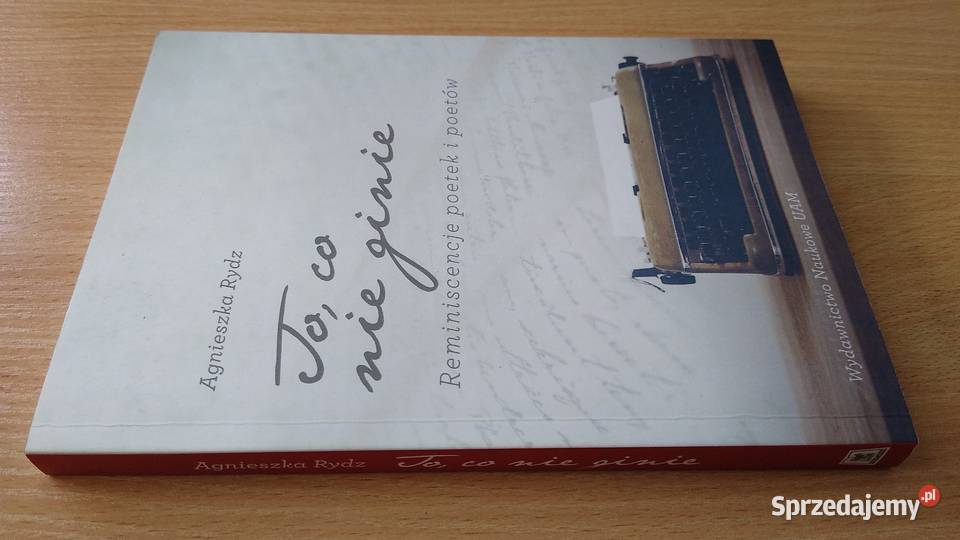 Agnieszka Rydz
To, co
nie ginie
Reminiscencje poetek i poetów
Wydawnictwo Naukowe UAM
Agnieszka Rydz To, co nie ginie
Sprzedajemy.pl